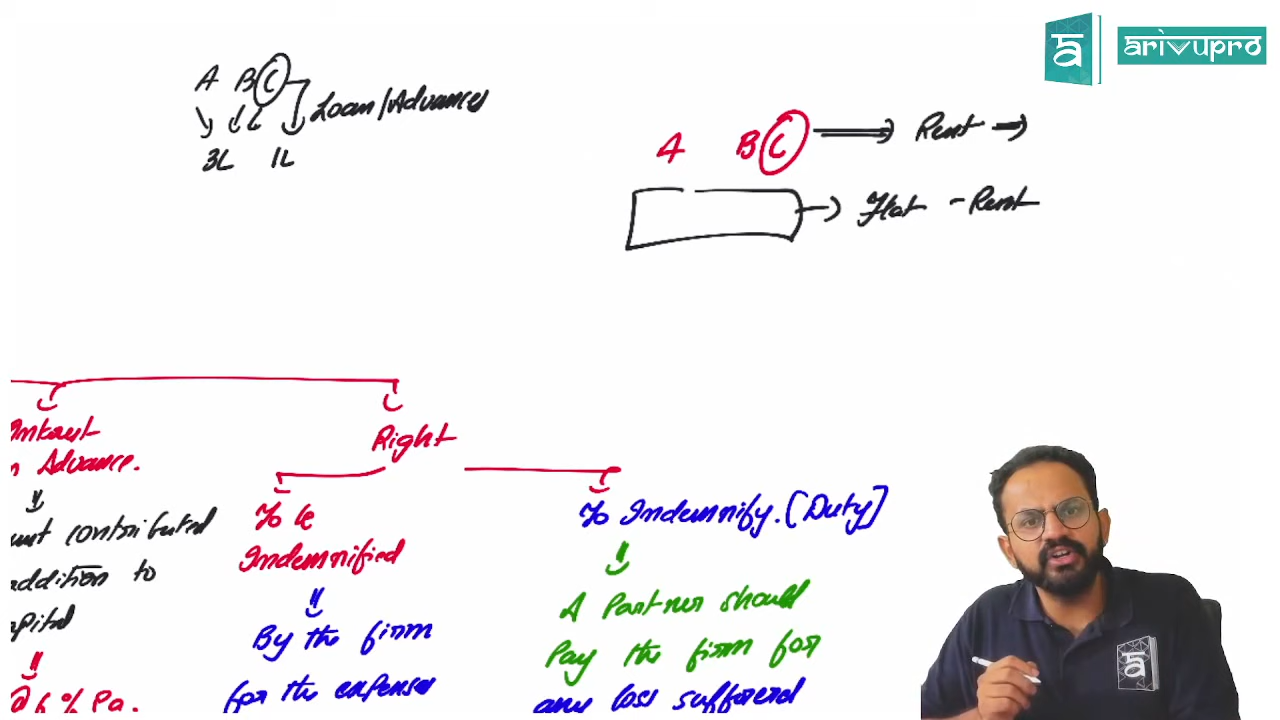 arivupro
A B C Loan/Advances
3L 1L
A B C Rent
Flat - Rent
Right
n Advance.
contributed
addition to
@ 6% Pa.
To be
Indemnified
By the firm
for the expenses
To Indemnify. (Duty)
A Partner should
Pay the firm for
any loss suffered